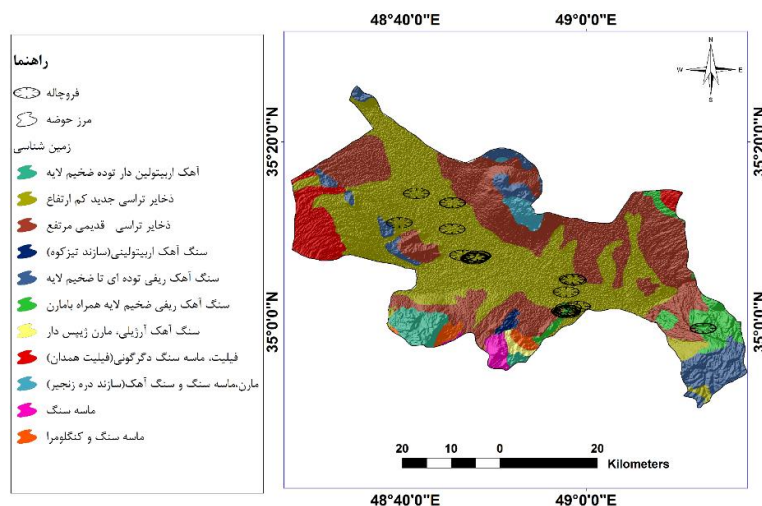 راهنما
فروچاله
مرز حوضه
زمین شناسی
آهک اربیتولین دار توده ضخیم لایه
ذخایر تراسی جدید کم ارتفاع
ذخایر تراسی قدیمی مرتفع
سنگ آهک اربیتولینی(سازند تیزکوه)
سنگ آهک ریفی توده ای تا ضخیم لایه
سنگ آهک ریفی ضخیم لایه همراه بامارن
سنگ آهک آرژیلی، مارن ژیپس دار
فیلیت، ماسه سنگ دگرگونی(فیلیت همدان)
مارن،ماسه سنگ و سنگ آهک(سازند دره زنجیر)
ماسه سنگ
ماسه سنگ و کنگلومرا
48°40'0"E 49°0'0"E
N
W E
S
35°20'0"N 35°20'0"N
35°0'0"N 35°0'0"N
20 10 0 20
Kilometers
48°40'0"E 49°0'0"E